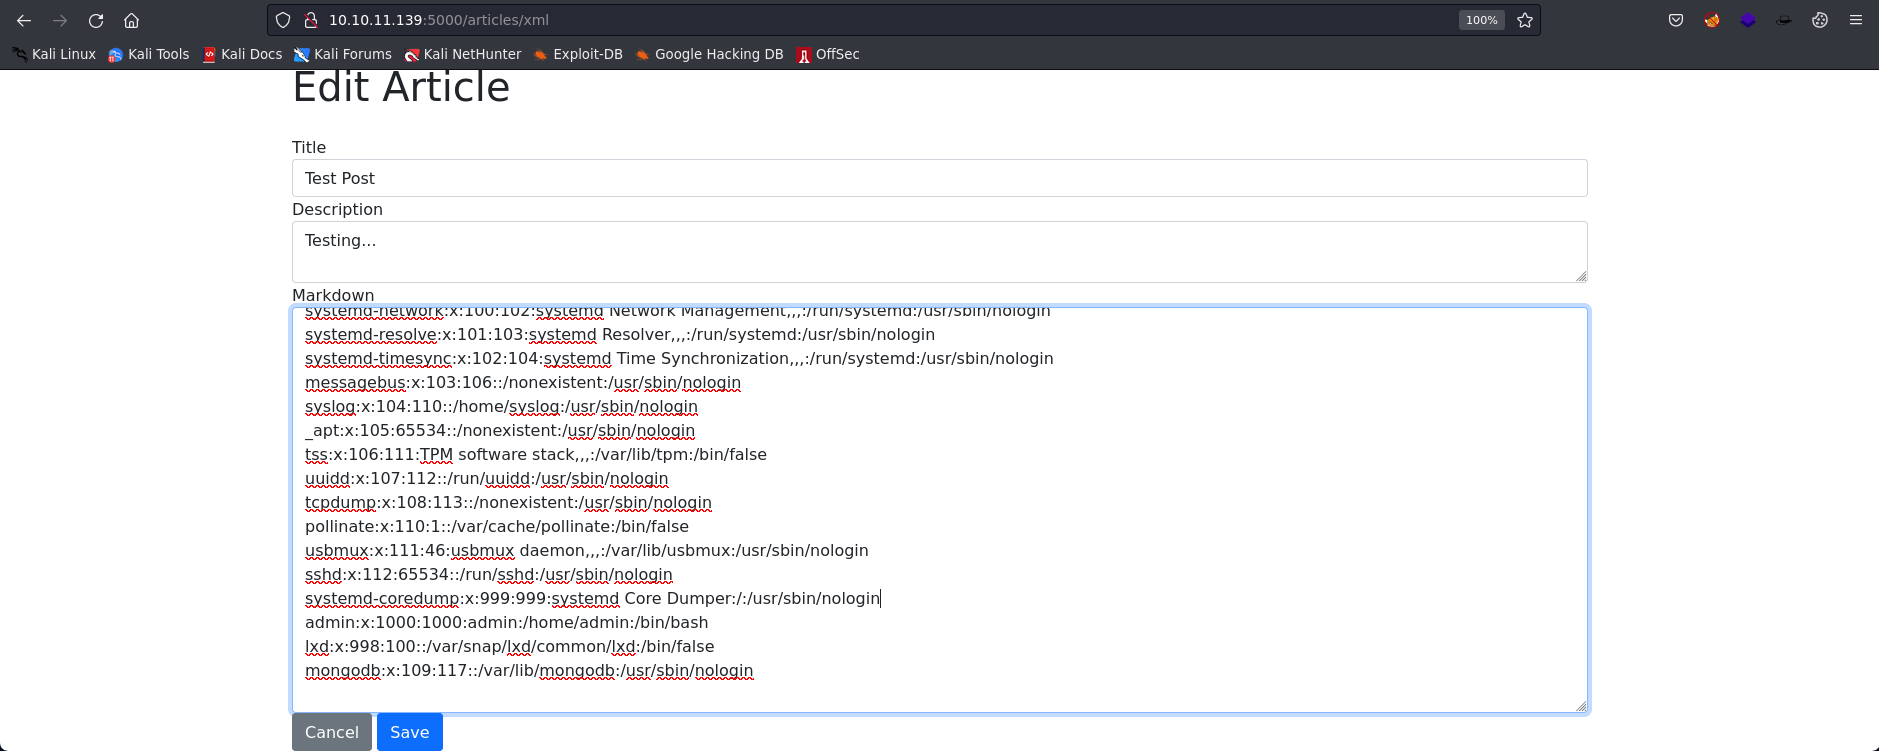 10.10.11.139:5000/articles/xml
100%
Kali Linux Kali Tools Kali Docs Kali Forums Kali NetHunter Exploit-DB Google Hacking DB OffSec
Edit Article
Title
Test Post
Description
Testing...
Markdown
systemd-network:x:100:102:systemd Network Management,,,:/run/systemd:/usr/sbin/nologin
systemd-resolve:x:101:103:systemd Resolver,,,:/run/systemd:/usr/sbin/nologin
systemd-timesync:x:102:104:systemd Time Synchronization,,,:/run/systemd:/usr/sbin/nologin
messagebus:x:103:106::/nonexistent:/usr/sbin/nologin
syslog:x:104:110::/home/syslog:/usr/sbin/nologin
_apt:x:105:65534::/nonexistent:/usr/sbin/nologin
tss:x:106:111:TPM software stack,,,:/var/lib/tpm:/bin/false
uuidd:x:107:112::/run/uuidd:/usr/sbin/nologin
tcpdump:x:108:113::/nonexistent:/usr/sbin/nologin
pollinate:x:110:1::/var/cache/pollinate:/bin/false
usbmux:x:111:46:usbmux daemon,,,:/var/lib/usbmux:/usr/sbin/nologin
sshd:x:112:65534::/run/sshd:/usr/sbin/nologin
systemd-coredump:x:999:999:systemd Core Dumper:/:/usr/sbin/nologin
admin:x:1000:1000:admin:/home/admin:/bin/bash
lxd:x:998:100::/var/snap/lxd/common/lxd:/bin/false
mongodb:x:109:117::/var/lib/mongodb:/usr/sbin/nologin
Cancel Save